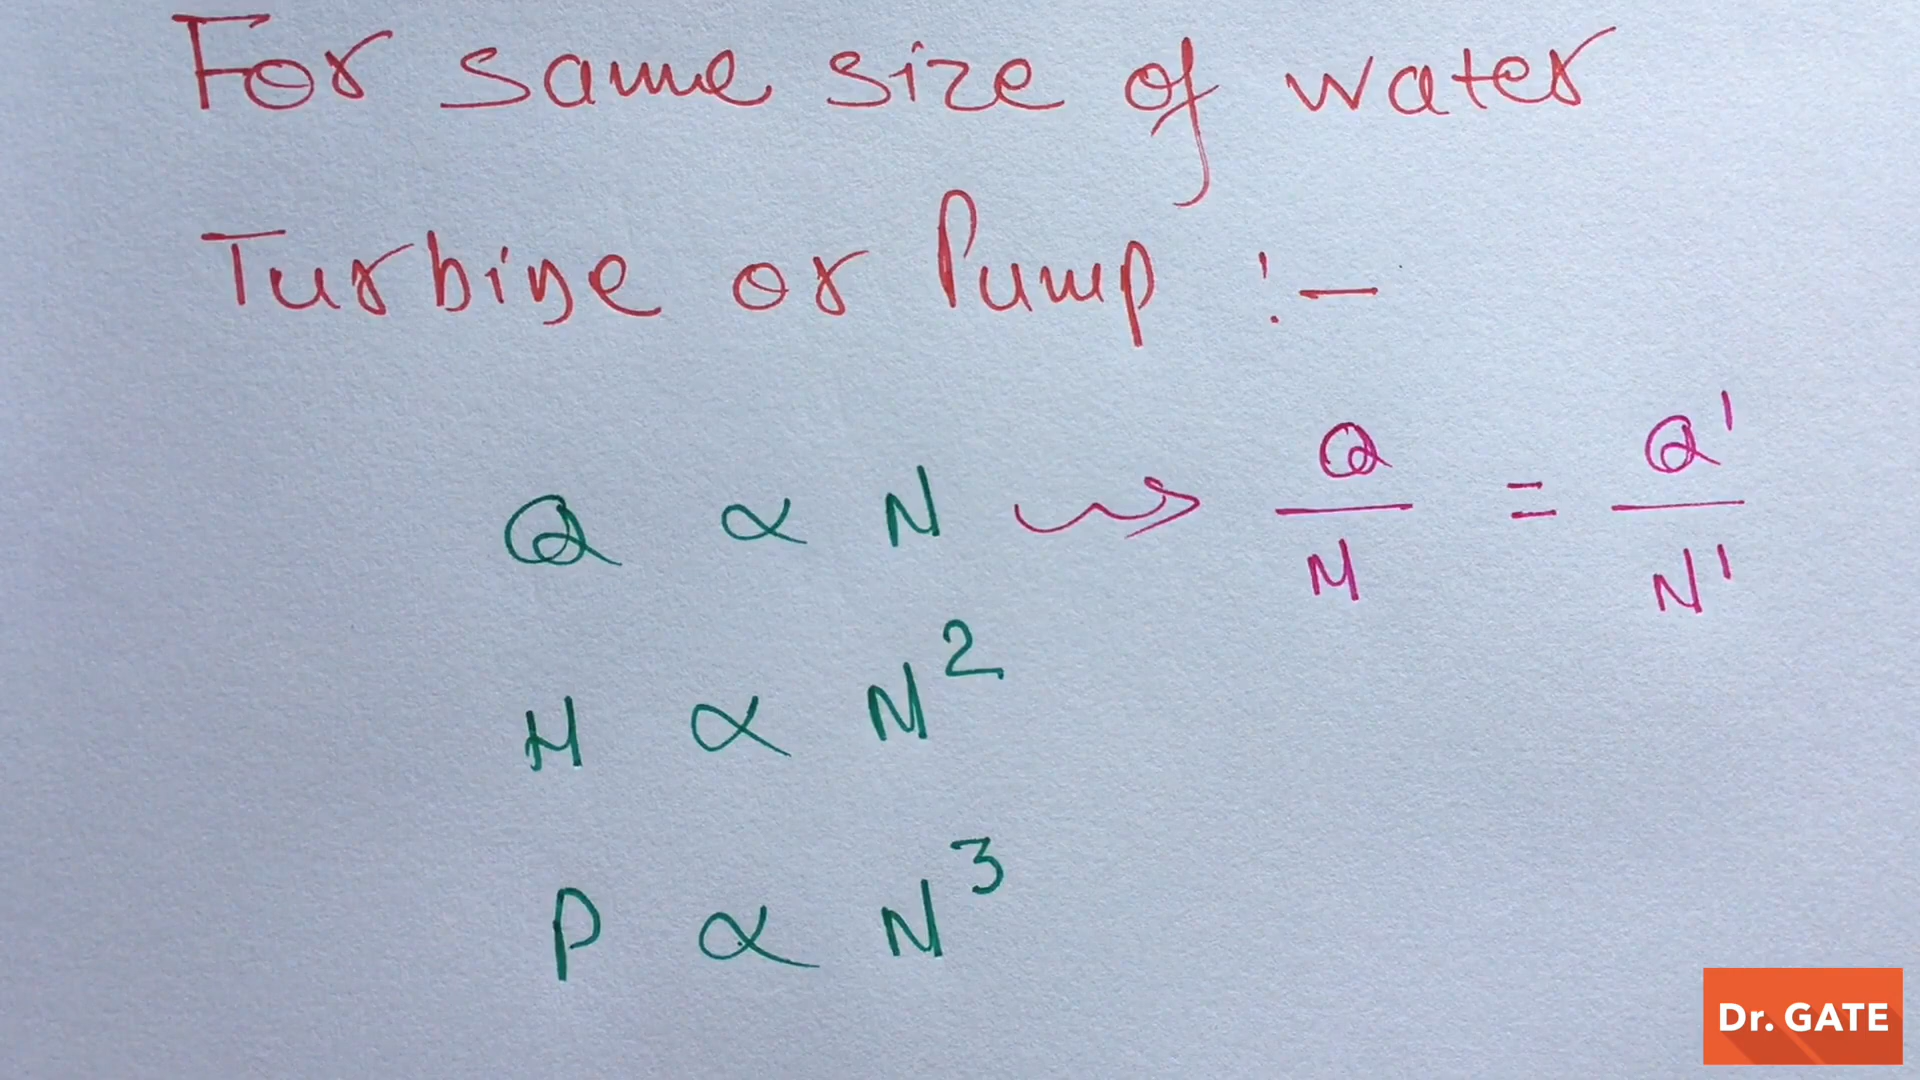 For same size of water
Turbine or Pump :-
Q ∝ N ⇝ Q/N = Q'/N'
H ∝ N²
P ∝ N³
Dr. GATE